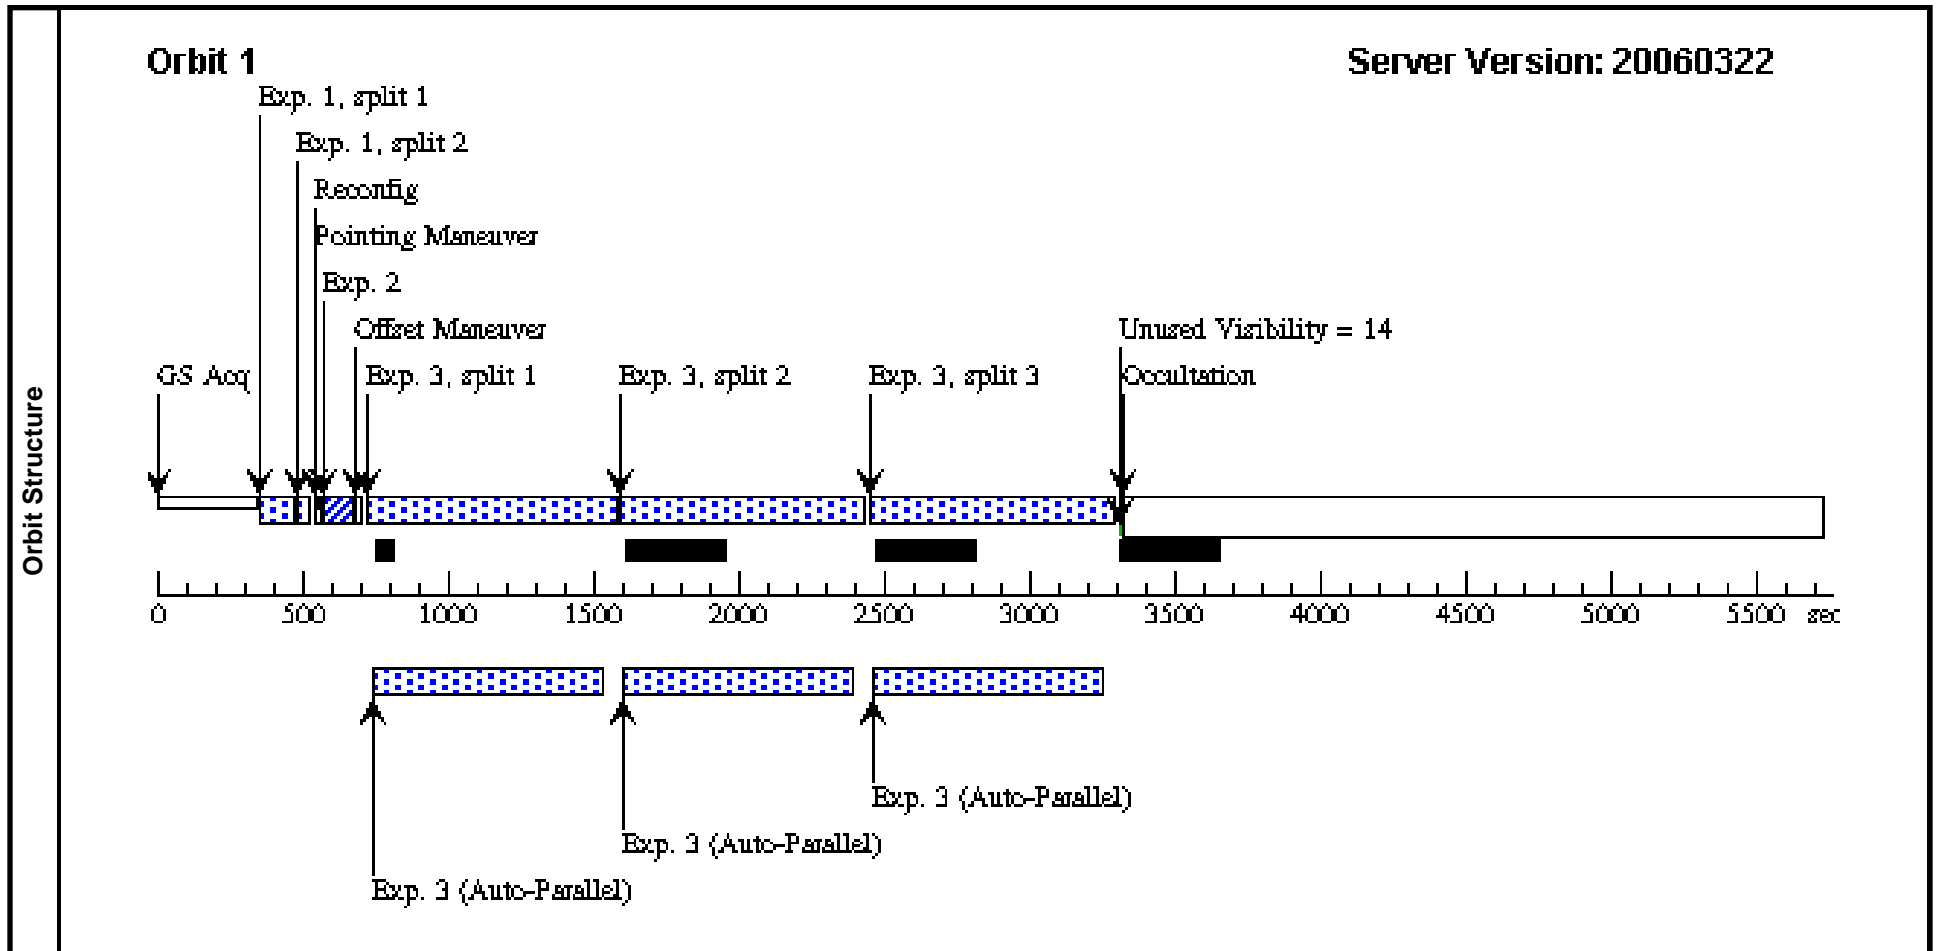 Orbit 1
Server Version: 20060322
Exp. 1, split 1
Exp. 1, split 2
Reconfig
Pointing Maneuver
Exp. 2
Offset Maneuver
Unused Visibility = 14
GS Acq
Exp. 3, split 1
Exp. 3, split 2
Exp. 3, split 3
Occultation
Orbit Structure
0 500 1000 1500 2000 2500 3000 3500 4000 4500 5000 5500 sec
Exp. 3 (Auto-Parallel)
Exp. 3 (Auto-Parallel)
Exp. 3 (Auto-Parallel)